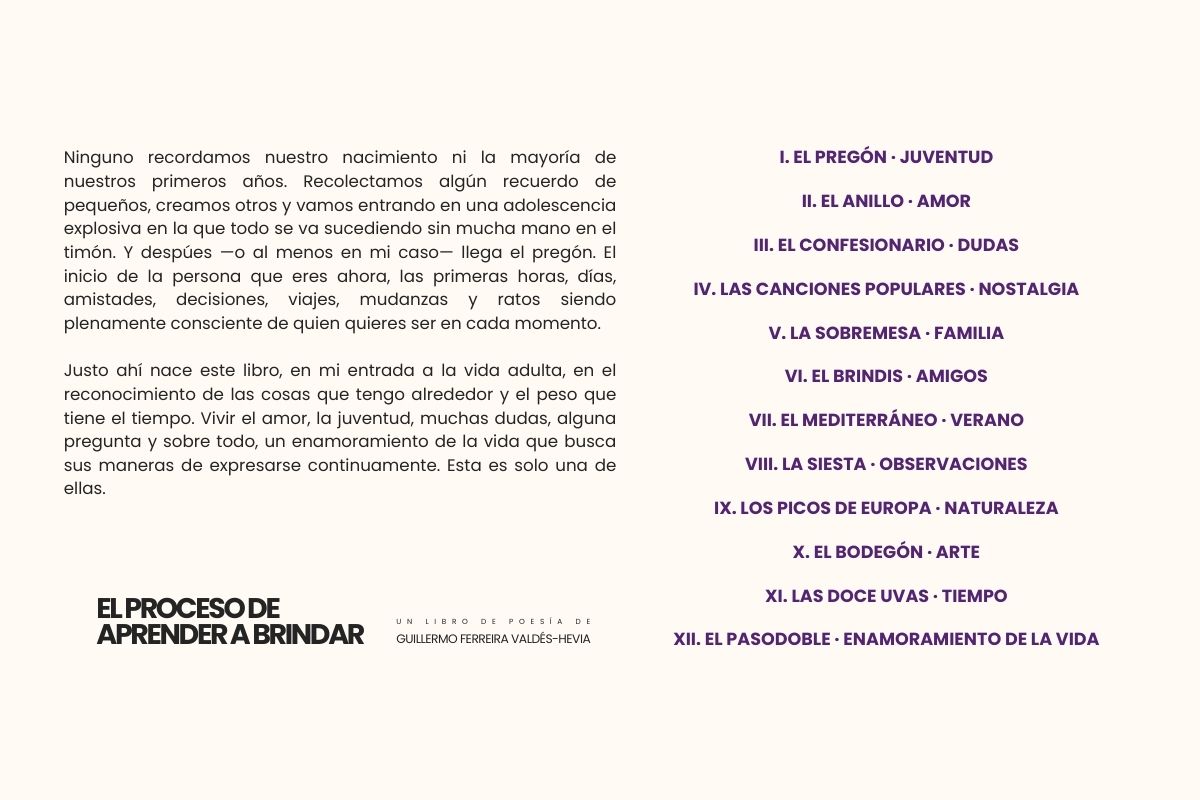 Ninguno recordamos nuestro nacimiento ni la mayoría de
nuestros primeros años. Recolectamos algún recuerdo de
pequeños, creamos otros y vamos entrando en una adolescencia
explosiva en la que todo se va sucediendo sin mucha mano en el
timón. Y despúes —o al menos en mi caso— llega el pregón. El
inicio de la persona que eres ahora, las primeras horas, días,
amistades, decisiones, viajes, mudanzas y ratos siendo
plenamente consciente de quien quieres ser en cada momento.
Justo ahí nace este libro, en mi entrada a la vida adulta, en el
reconocimiento de las cosas que tengo alrededor y el peso que
tiene el tiempo. Vivir el amor, la juventud, muchas dudas, alguna
pregunta y sobre todo, un enamoramiento de la vida que busca
sus maneras de expresarse continuamente. Esta es solo una de
ellas.
EL PROCESO DE
APRENDER A BRINDAR
UN LIBRO DE POESÍA DE
GUILLERMO FERREIRA VALDÉS-HEVIA
I. EL PREGÓN · JUVENTUD
II. EL ANILLO · AMOR
III. EL CONFESIONARIO · DUDAS
IV. LAS CANCIONES POPULARES · NOSTALGIA
V. LA SOBREMESA · FAMILIA
VI. EL BRINDIS · AMIGOS
VII. EL MEDITERRÁNEO · VERANO
VIII. LA SIESTA · OBSERVACIONES
IX. LOS PICOS DE EUROPA · NATURALEZA
X. EL BODEGÓN · ARTE
XI. LAS DOCE UVAS · TIEMPO
XII. EL PASODOBLE · ENAMORAMIENTO DE LA VIDA